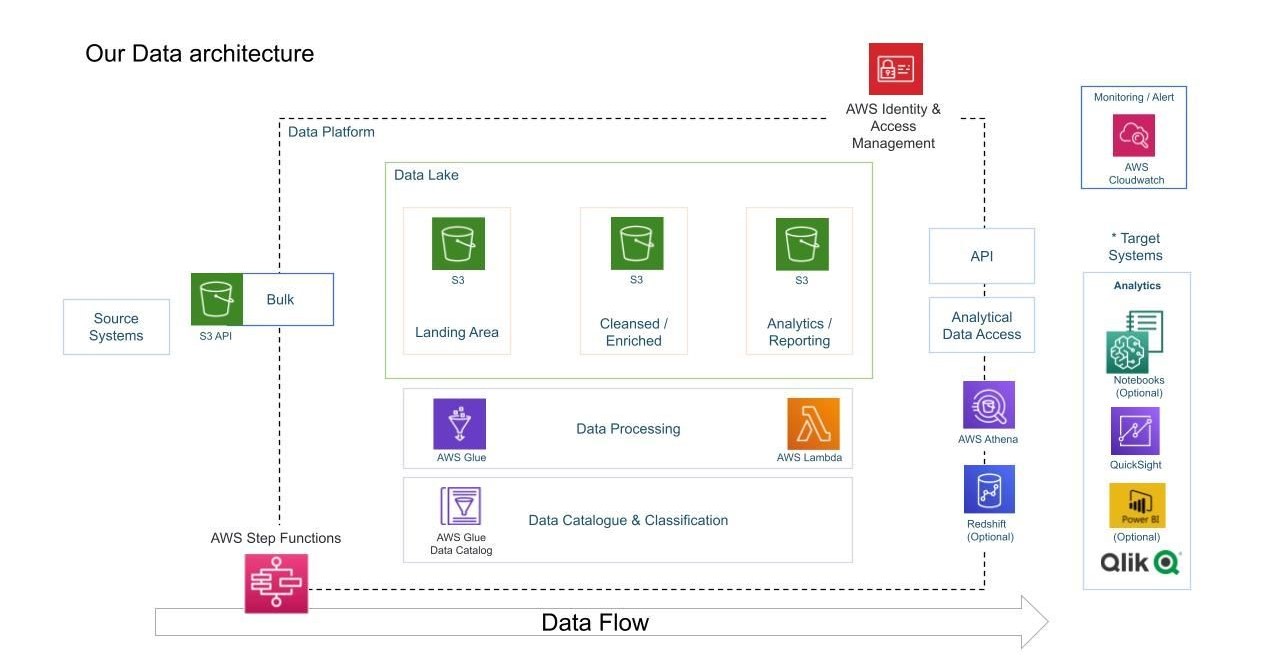 Our Data architecture
AWS Identity &
Access
Management
Monitoring / Alert
AWS
Cloudwatch
Data Platform
Data Lake
S3
Landing Area
S3
Cleansed /
Enriched
S3
Analytics /
Reporting
Source
Systems
Bulk
S3 API
API
Analytical
Data Access
* Target
Systems
Analytics
Notebooks
(Optional)
QuickSight
Power BI
(Optional)
Qlik
AWS Glue
Data Processing
AWS Lambda
AWS Athena
AWS Glue
Data Catalog
Data Catalogue & Classification
Redshift
(Optional)
AWS Step Functions
Data Flow